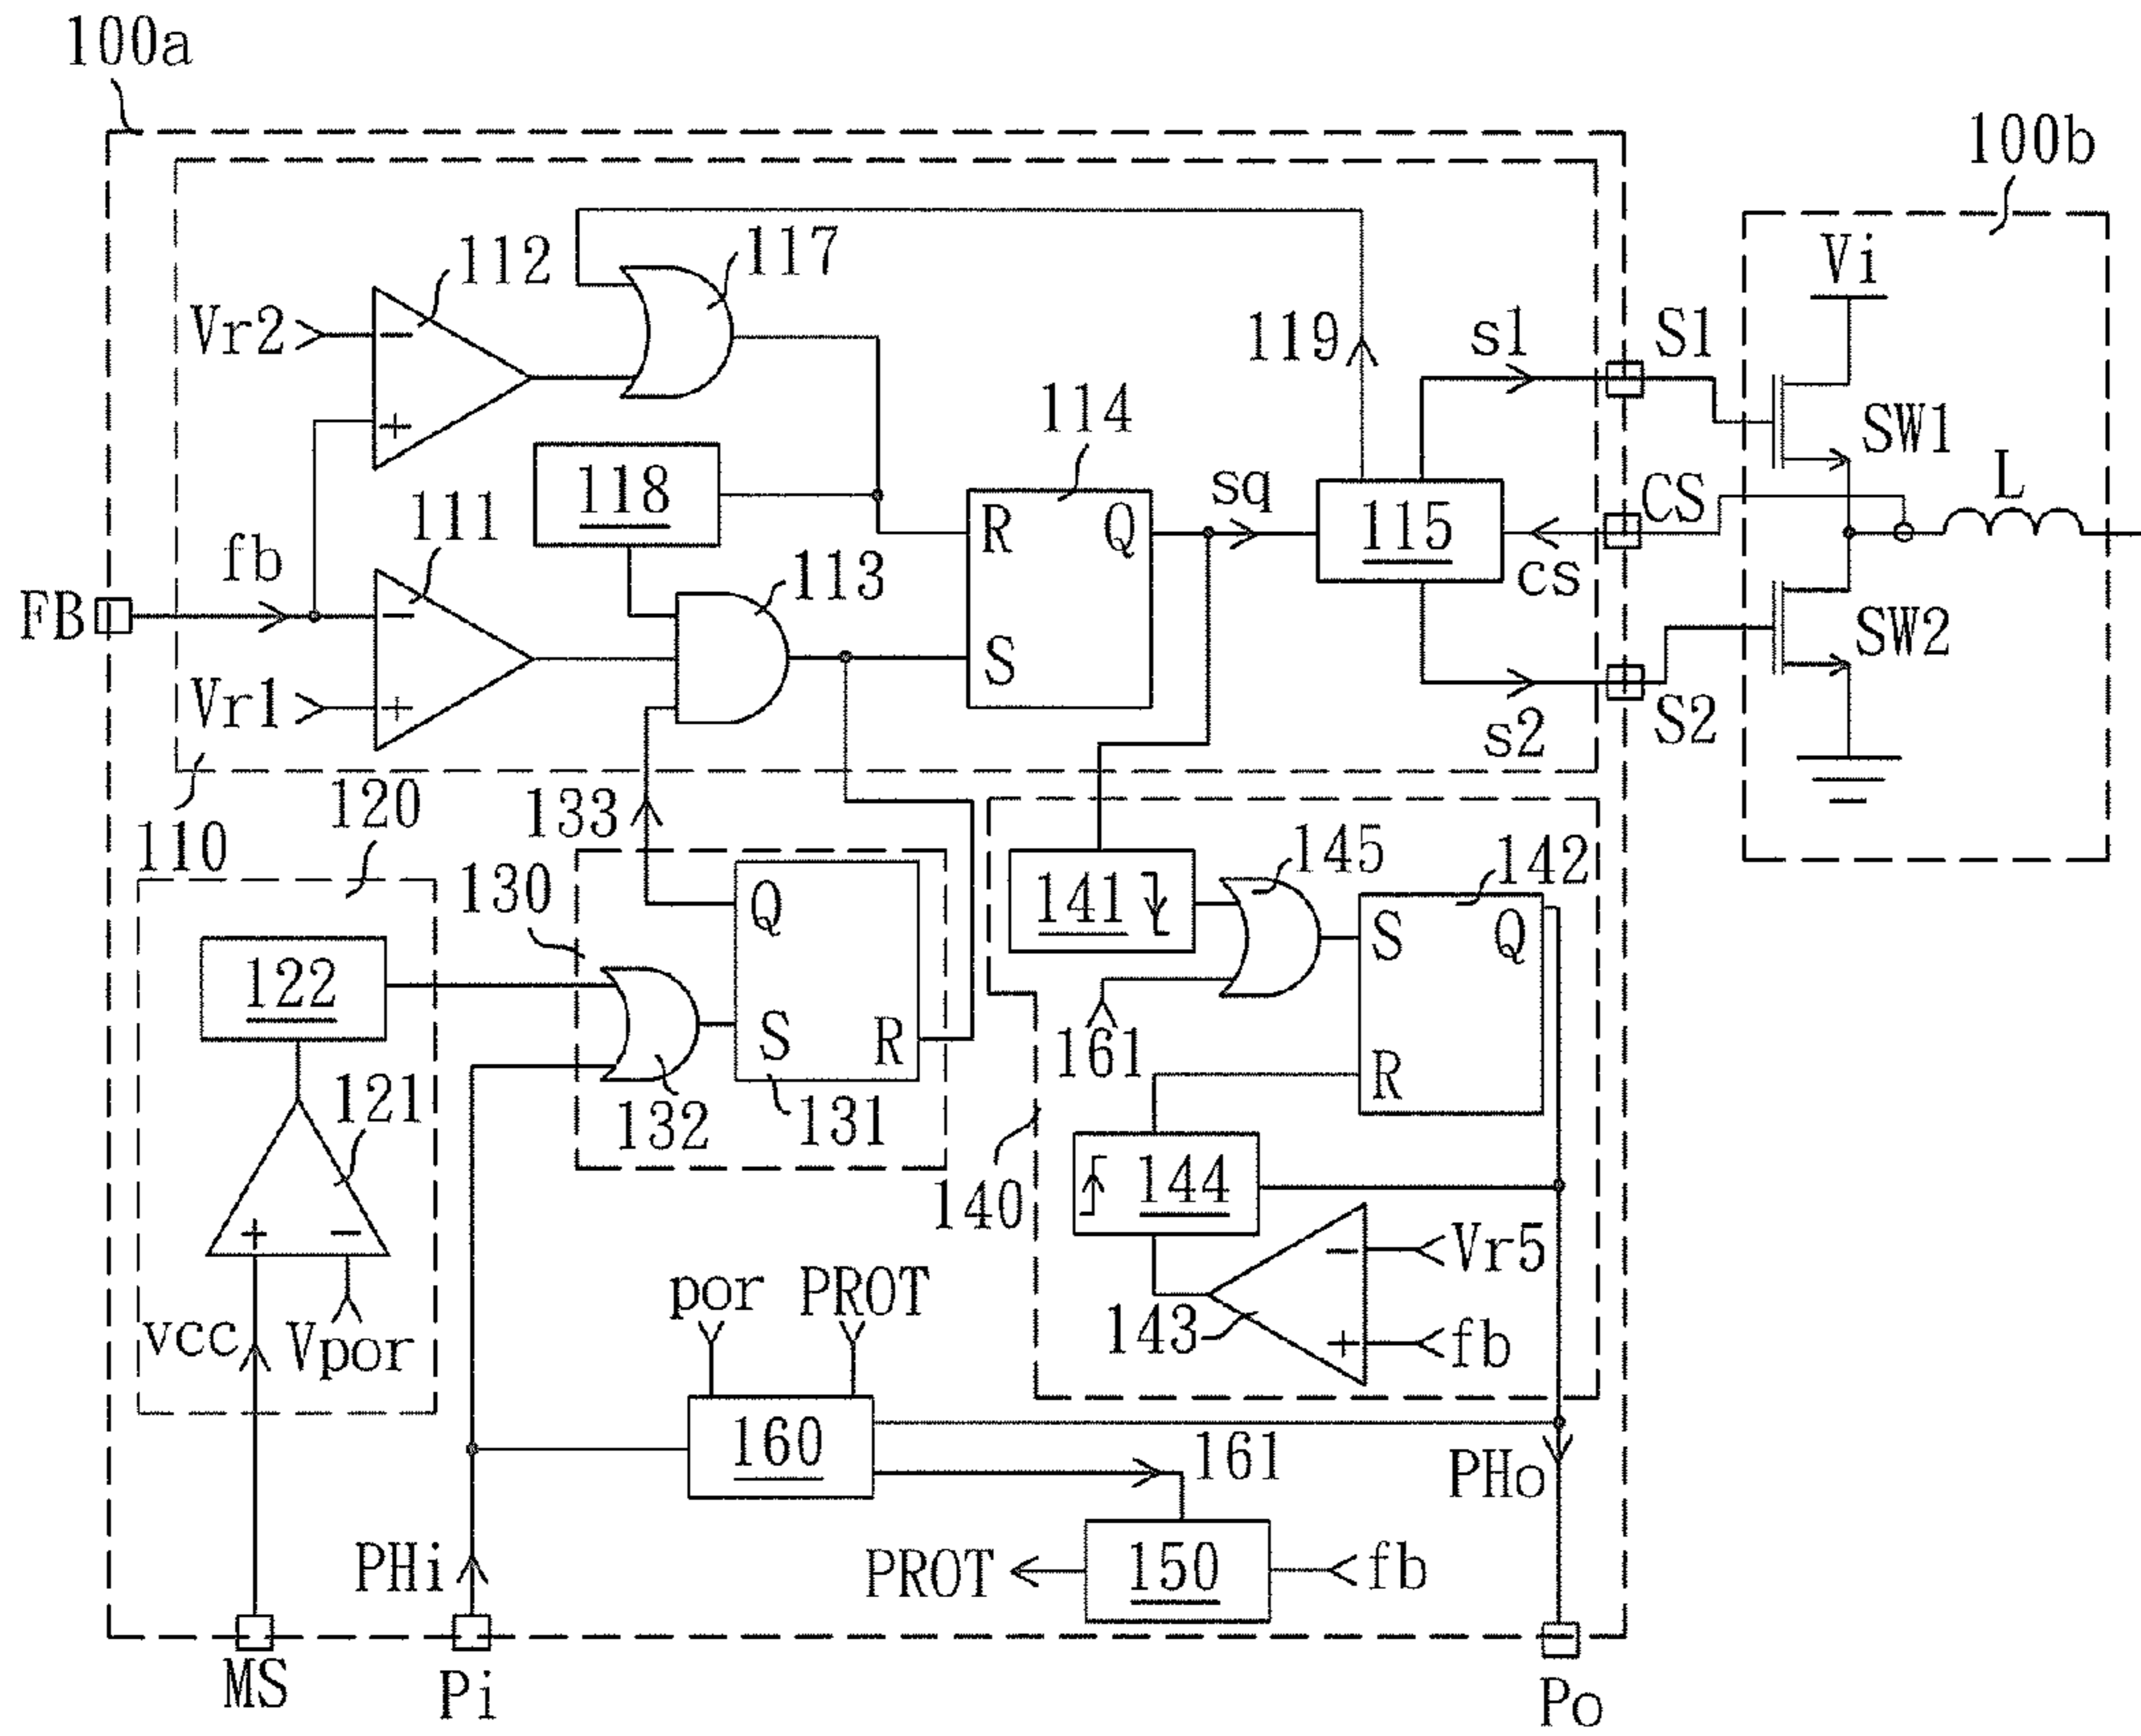 100a
100b
Vi
112
117
Vr2
119
s1
S1
114
SW1
118
sq
CS
L
111
R
Q
115
fb
113
cs
FB
S
SW2
Vr1
S2
s2
110
120
133
145
142
130
Q
141
S
Q
122
S
R
161
R
121
132
131
144
140
Vr5
por
PROT
143
fb
vcc
Vpor
160
161
PHo
PHi
PROT
150
fb
MS
Pi
Po